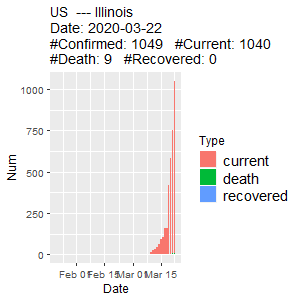 US --- Illinois
Date: 2020-03-22
#Confirmed: 1049 #Current: 1040
#Death: 9 #Recovered: 0
1000
750
500
250
0
Num
Feb 01 Feb 15 Mar 01 Mar 15
Date
Type
current
death
recovered